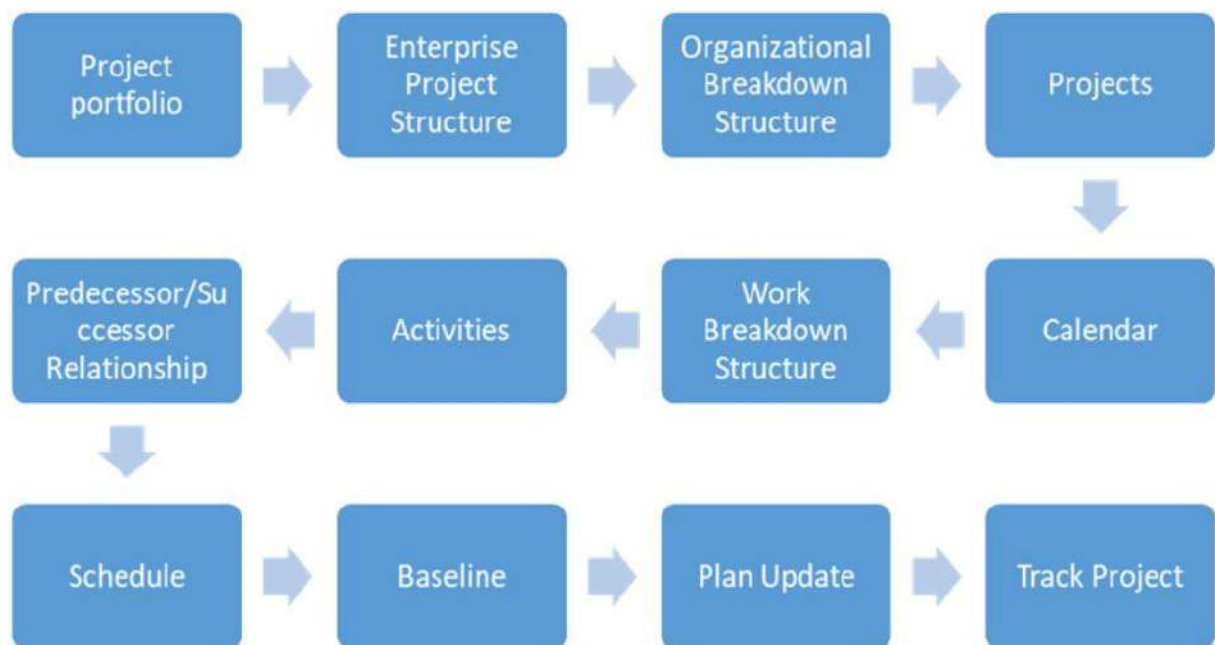 Project
portfolio
Enterprise
Project
Structure
Organizational
Breakdown
Structure
Projects
Predecessor/Su
ccessor
Relationship
Activities
Work
Breakdown
Structure
Calendar
Schedule
Baseline
Plan Update
Track Project